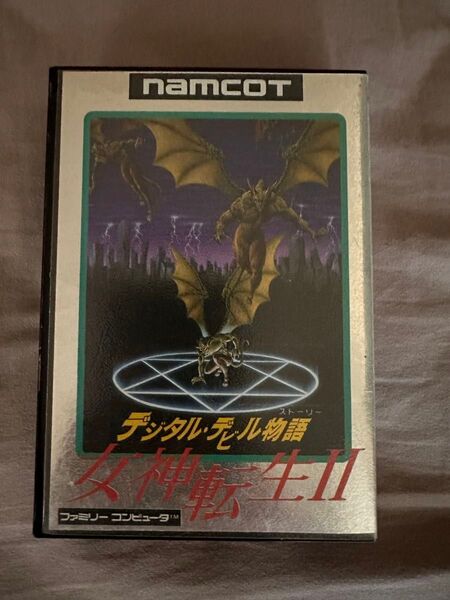 namcoT
ストーリー
デジタル・デビル物語
女神転生II
ファミリーコンピュータ™